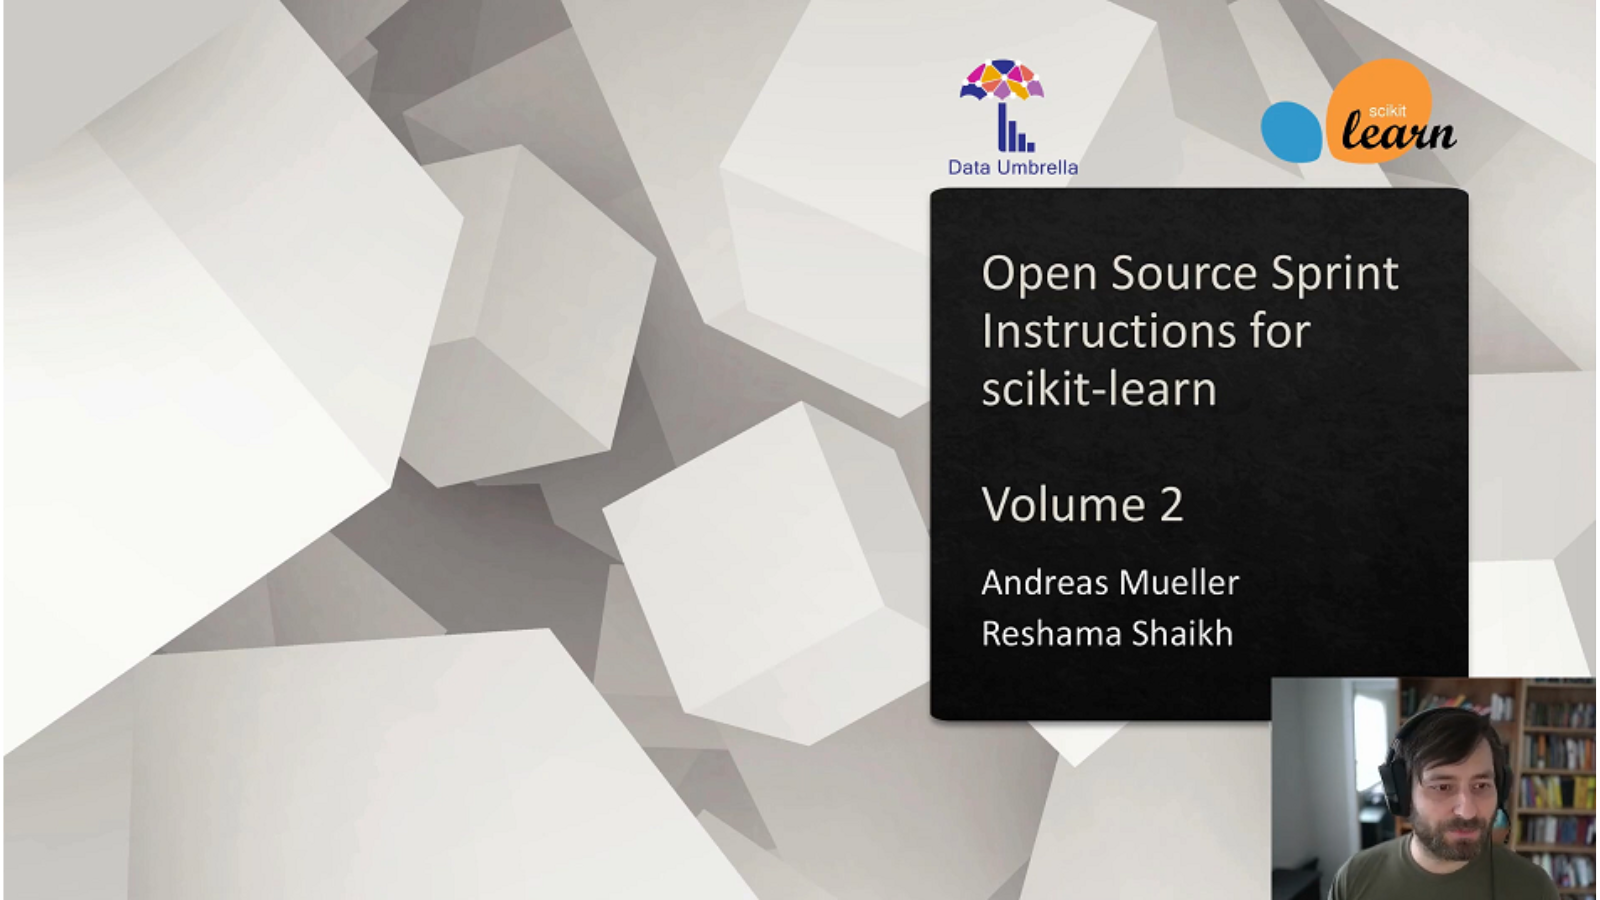 Data Umbrella
scikit
learn
Open Source Sprint
Instructions for
scikit-learn
Volume 2
Andreas Mueller
Reshama Shaikh